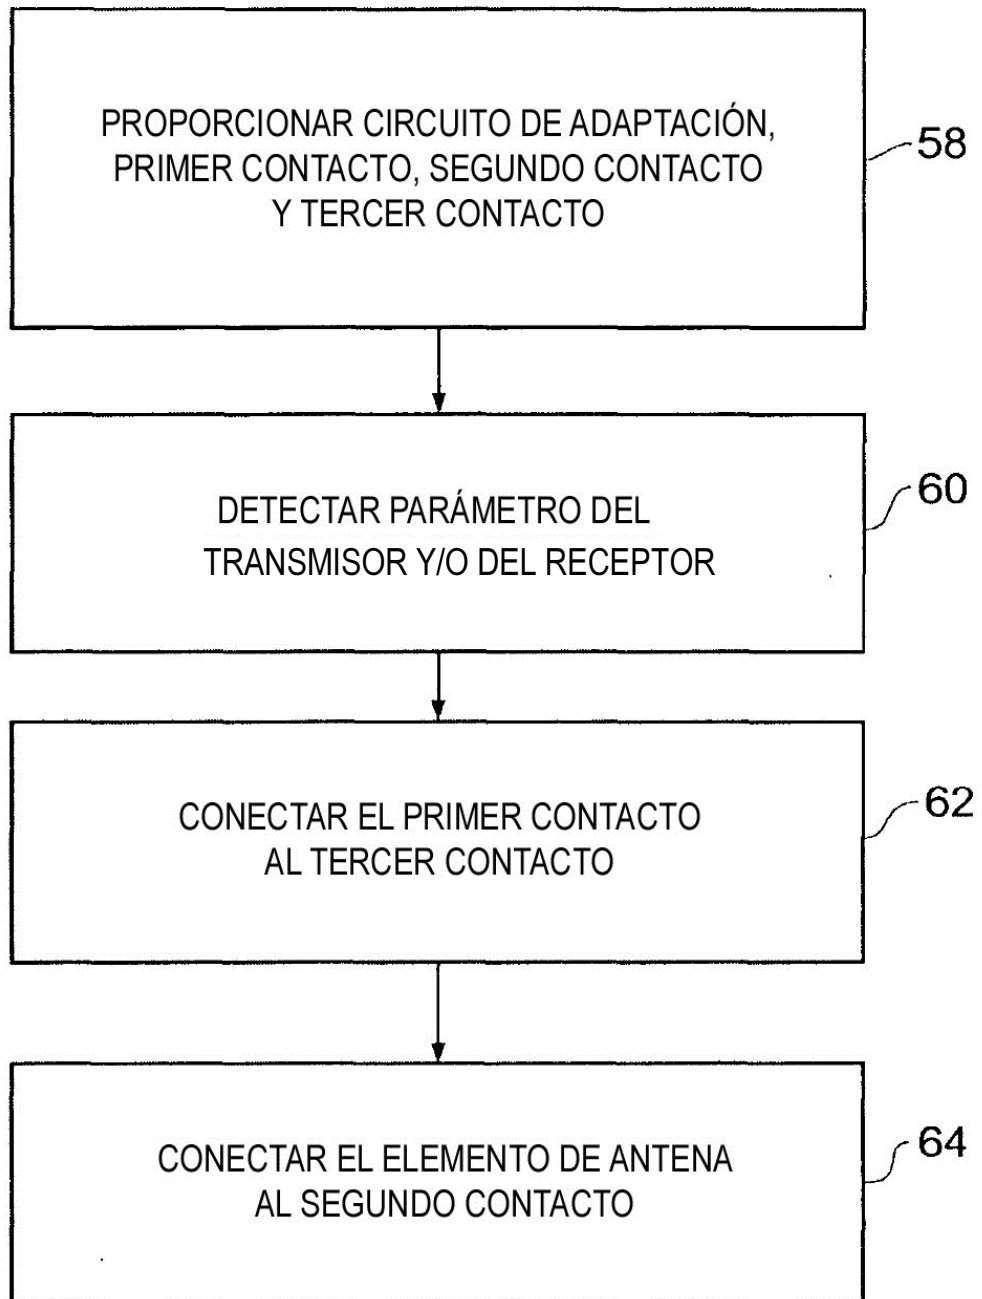 PROPORCIONAR CIRCUITO DE ADAPTACIÓN,
PRIMER CONTACTO, SEGUNDO CONTACTO
Y TERCER CONTACTO
58
DETECTAR PARÁMETRO DEL
TRANSMISOR Y/O DEL RECEPTOR
60
CONECTAR EL PRIMER CONTACTO
AL TERCER CONTACTO
62
CONECTAR EL ELEMENTO DE ANTENA
AL SEGUNDO CONTACTO
64